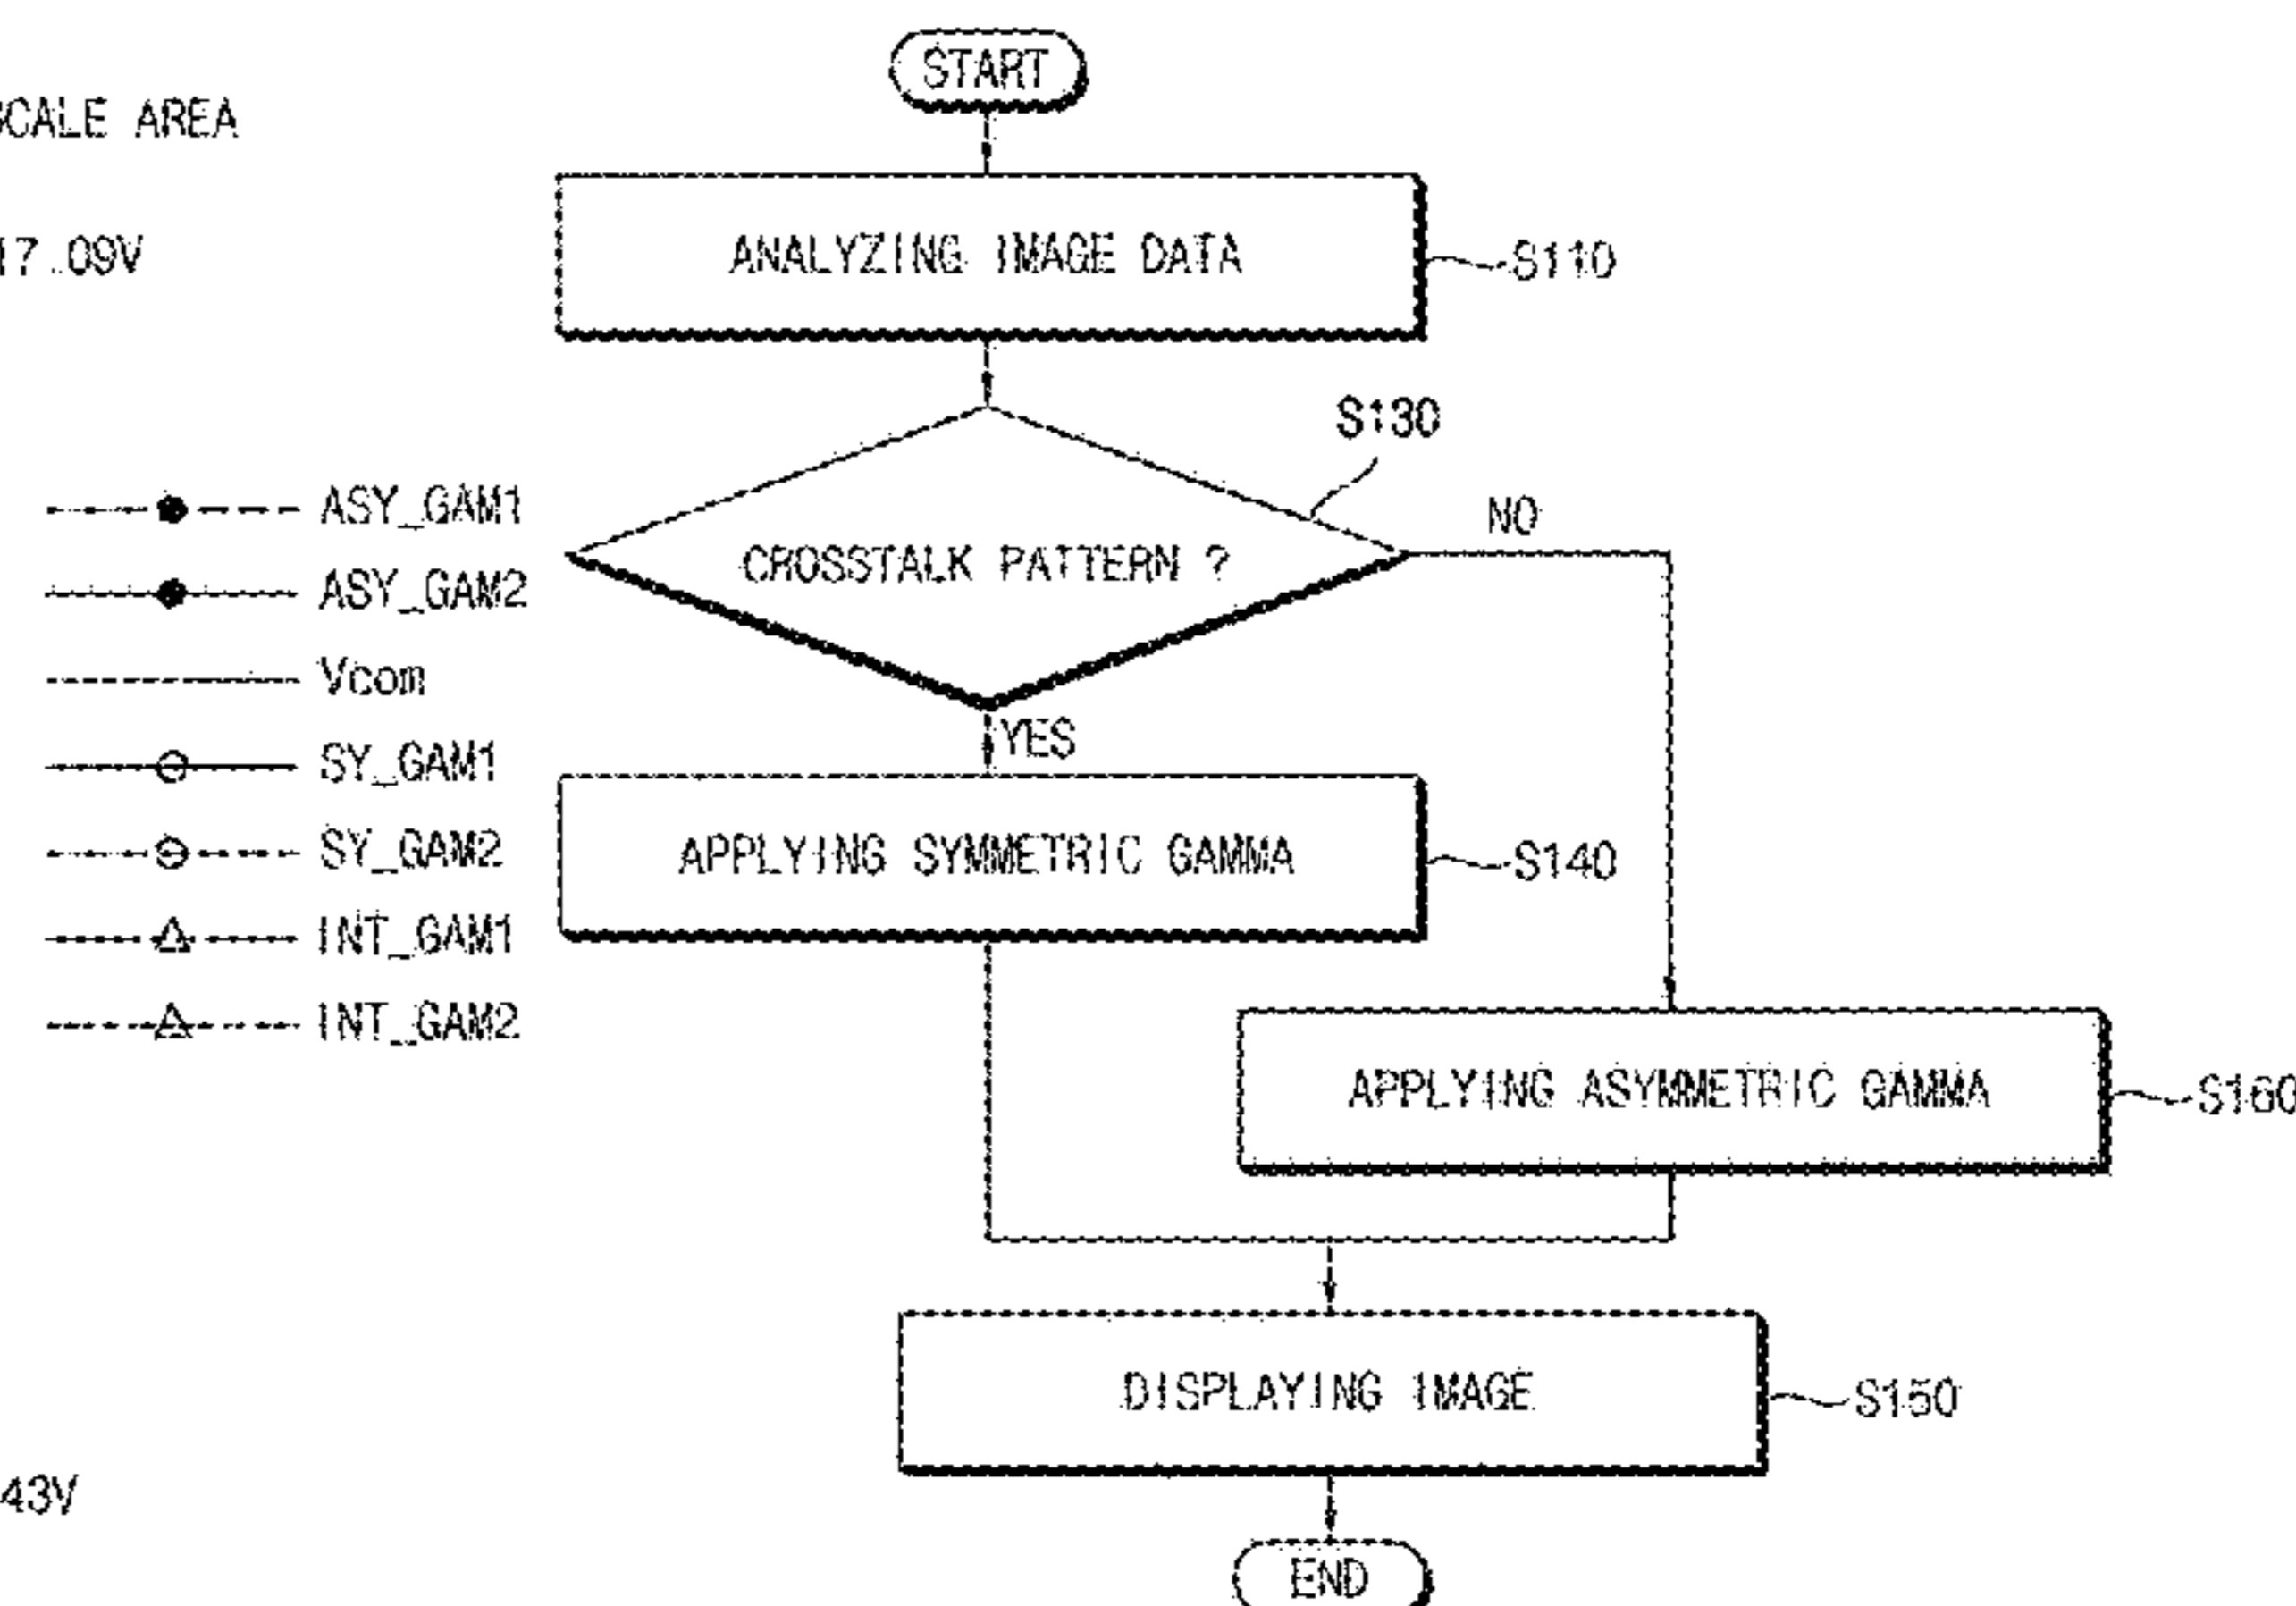 SCALE AREA
17.09V
ASY_GAM1
ASY_GAM2
Vcom
SY_GAM1
SY_GAM2
INT_GAM1
INT_GAM2
43V
START
ANALYZING IMAGE DATA
S110
S130
CROSSTALK PATTERN ?
NO
YES
APPLYING SYMMETRIC GAMMA
S140
APPLYING ASYMMETRIC GAMMA
S160
DISPLAYING IMAGE
S150
END